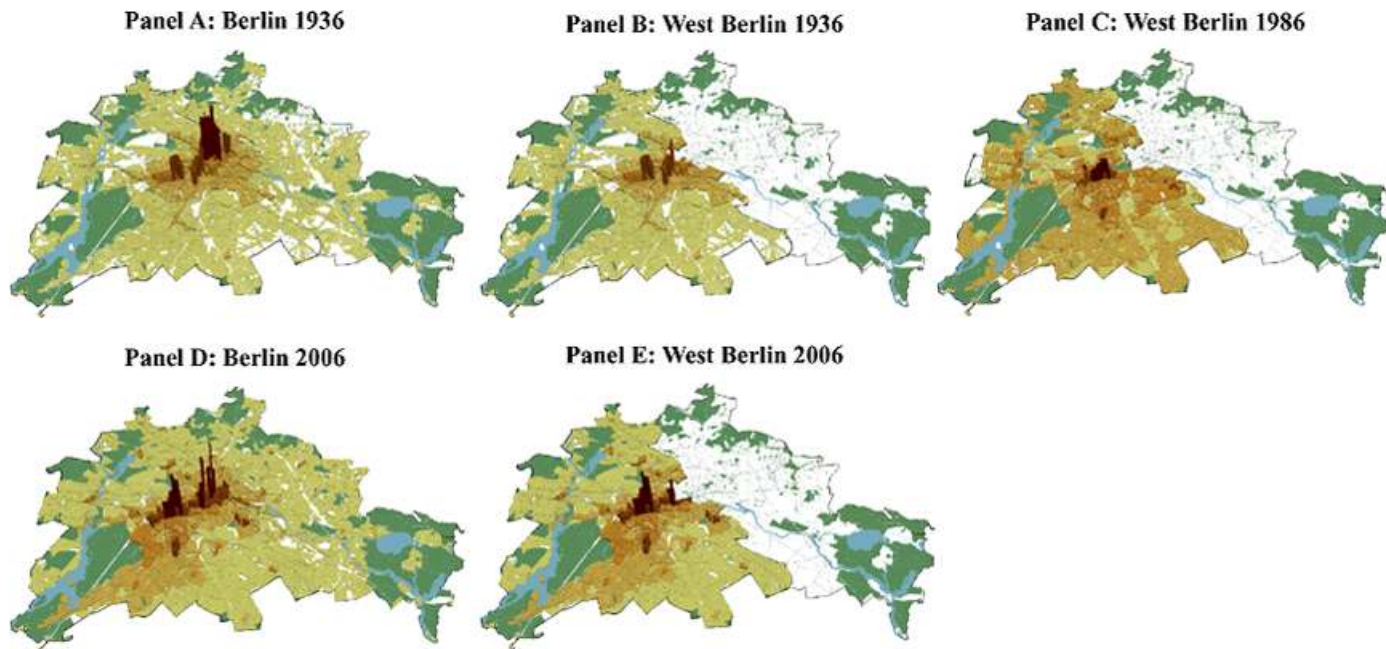 Panel A: Berlin 1936
Panel B: West Berlin 1936
Panel C: West Berlin 1986
Panel D: Berlin 2006
Panel E: West Berlin 2006